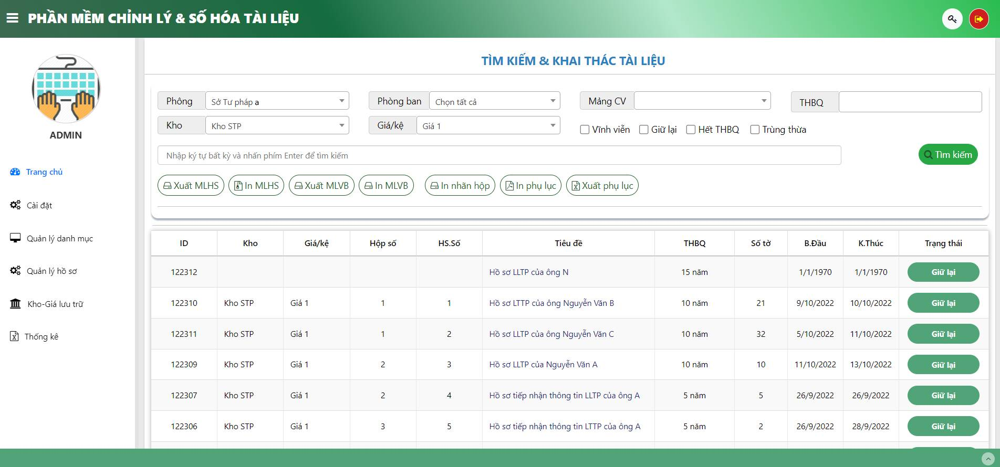 PHẦN MỀM CHỈNH LÝ & SỐ HÓA TÀI LIỆU
ADMIN
Trang chủ
Cài đặt
Quản lý danh mục
Quản lý hồ sơ
Kho-Giá lưu trữ
Thống kê
TÌM KIẾM & KHAI THÁC TÀI LIỆU
Phông Sở Tư pháp a Phòng ban Chọn tất cả Mảng CV THBQ
Kho Kho STP Giá/kệ Giá 1 Vĩnh viễn Giữ lại Hết THBQ Trùng thừa
Nhập ký tự bất kỳ và nhấn phím Enter để tìm kiếm Tìm kiếm
Xuất MLHS In MLHS Xuất MLVB In MLVB In nhãn hộp In phụ lục Xuất phụ lục
ID Kho Giá/kệ Hộp số HS.Số Tiêu đề THBQ Số tờ B.Đầu K.Thúc Trạng thái
122312 Hồ sơ LLTP của ông N 15 năm 1/1/1970 1/1/1970 Giữ lại
122310 Kho STP Giá 1 1 1 Hồ sơ LTTP của ông Nguyễn Văn B 10 năm 21 9/10/2022 10/10/2022 Giữ lại
122311 Kho STP Giá 1 1 2 Hồ sơ LLTP của ông Nguyễn Văn C 10 năm 32 5/10/2022 11/10/2022 Giữ lại
122309 Kho STP Giá 1 2 3 Hồ sơ LLTP của Nguyễn Văn A 10 năm 10 11/10/2022 13/10/2022 Giữ lại
122307 Kho STP Giá 1 2 4 Hồ sơ tiếp nhận thông tin LLTP của ông A 5 năm 5 26/9/2022 26/9/2022 Giữ lại
122306 Kho STP Giá 1 3 5 Hồ sơ tiếp nhận thông tin LTTP của ông A 5 năm 2 26/9/2022 28/9/2022 Giữ lại